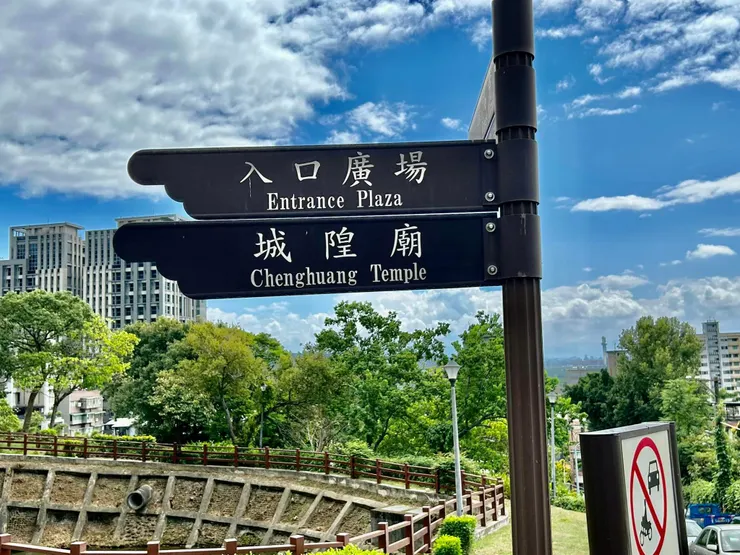 入口廣場
Entrance Plaza
城隍廟
Chenghuang Temple